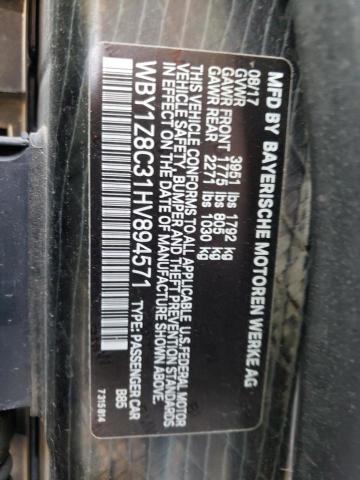 MFD BY BAYERISCHE MOTOREN WERKE AG
08/17
GVWR 3951 lbs 1792 kg
GAWR FRONT 1775 lbs 805 kg
GAWR REAR 2271 lbs 1030 kg
THIS VEHICLE CONFORMS TO ALL APPLICABLE U.S. FEDERAL MOTOR
VEHICLE SAFETY, BUMPER AND THEFT PREVENTION STANDARDS
IN EFFECT ON THE DATE OF MANUFACTURE SHOWN ABOVE.
WBY1Z8C31HV894571 TYPE: PASSENGER CAR
B85
7315814